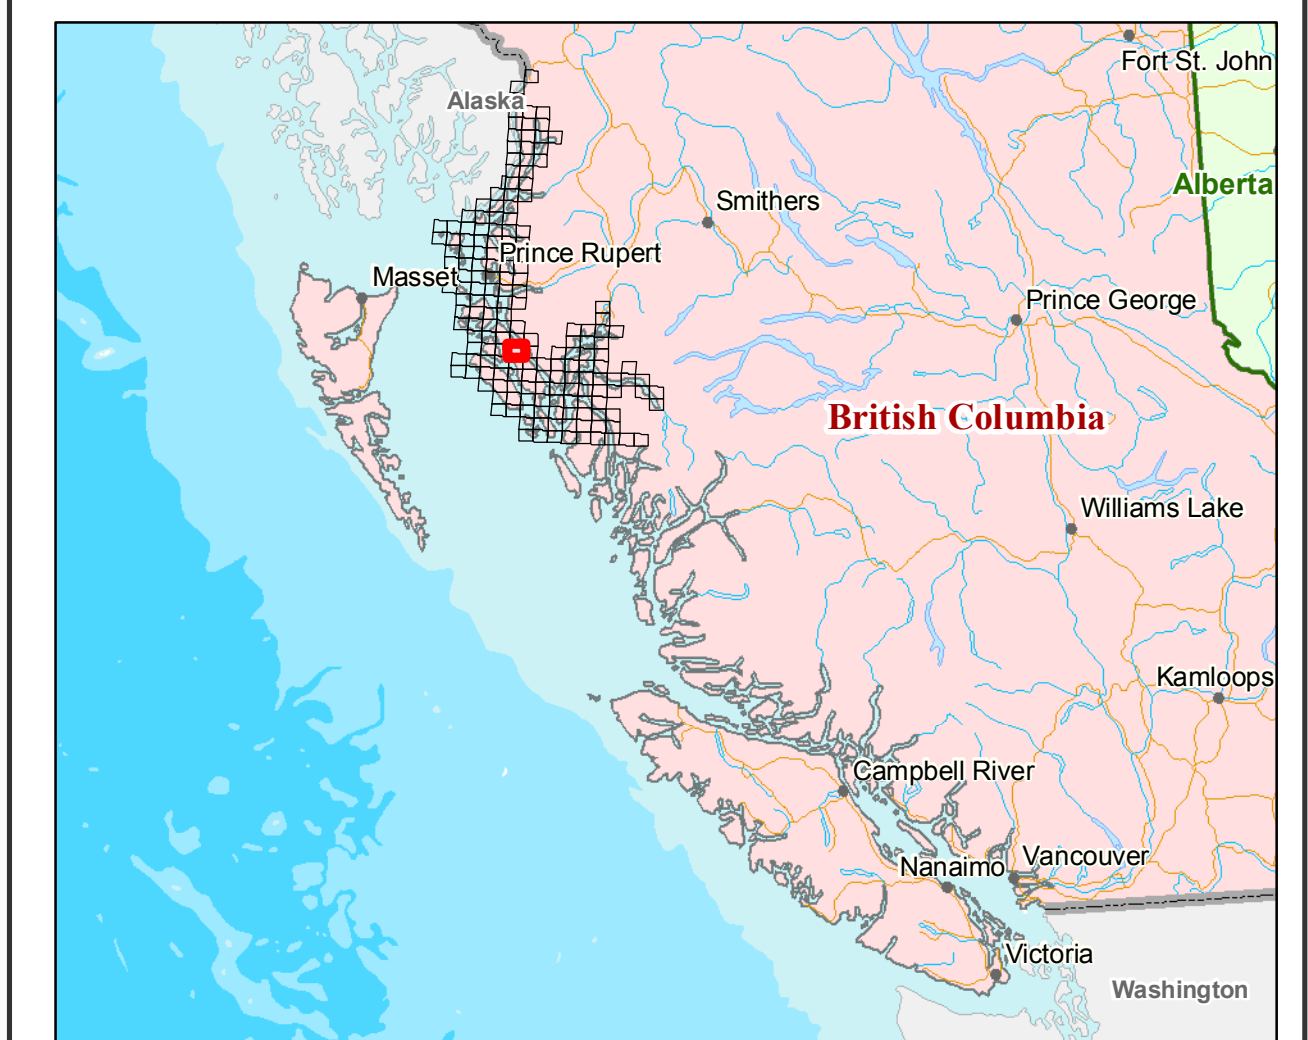 Fort St. John
Alaska
Alberta
Smithers
Prince Rupert
Masset
Prince George
British Columbia
Williams Lake
Kamloops
Campbell River
Vancouver
Nanaimo
Victoria
Washington